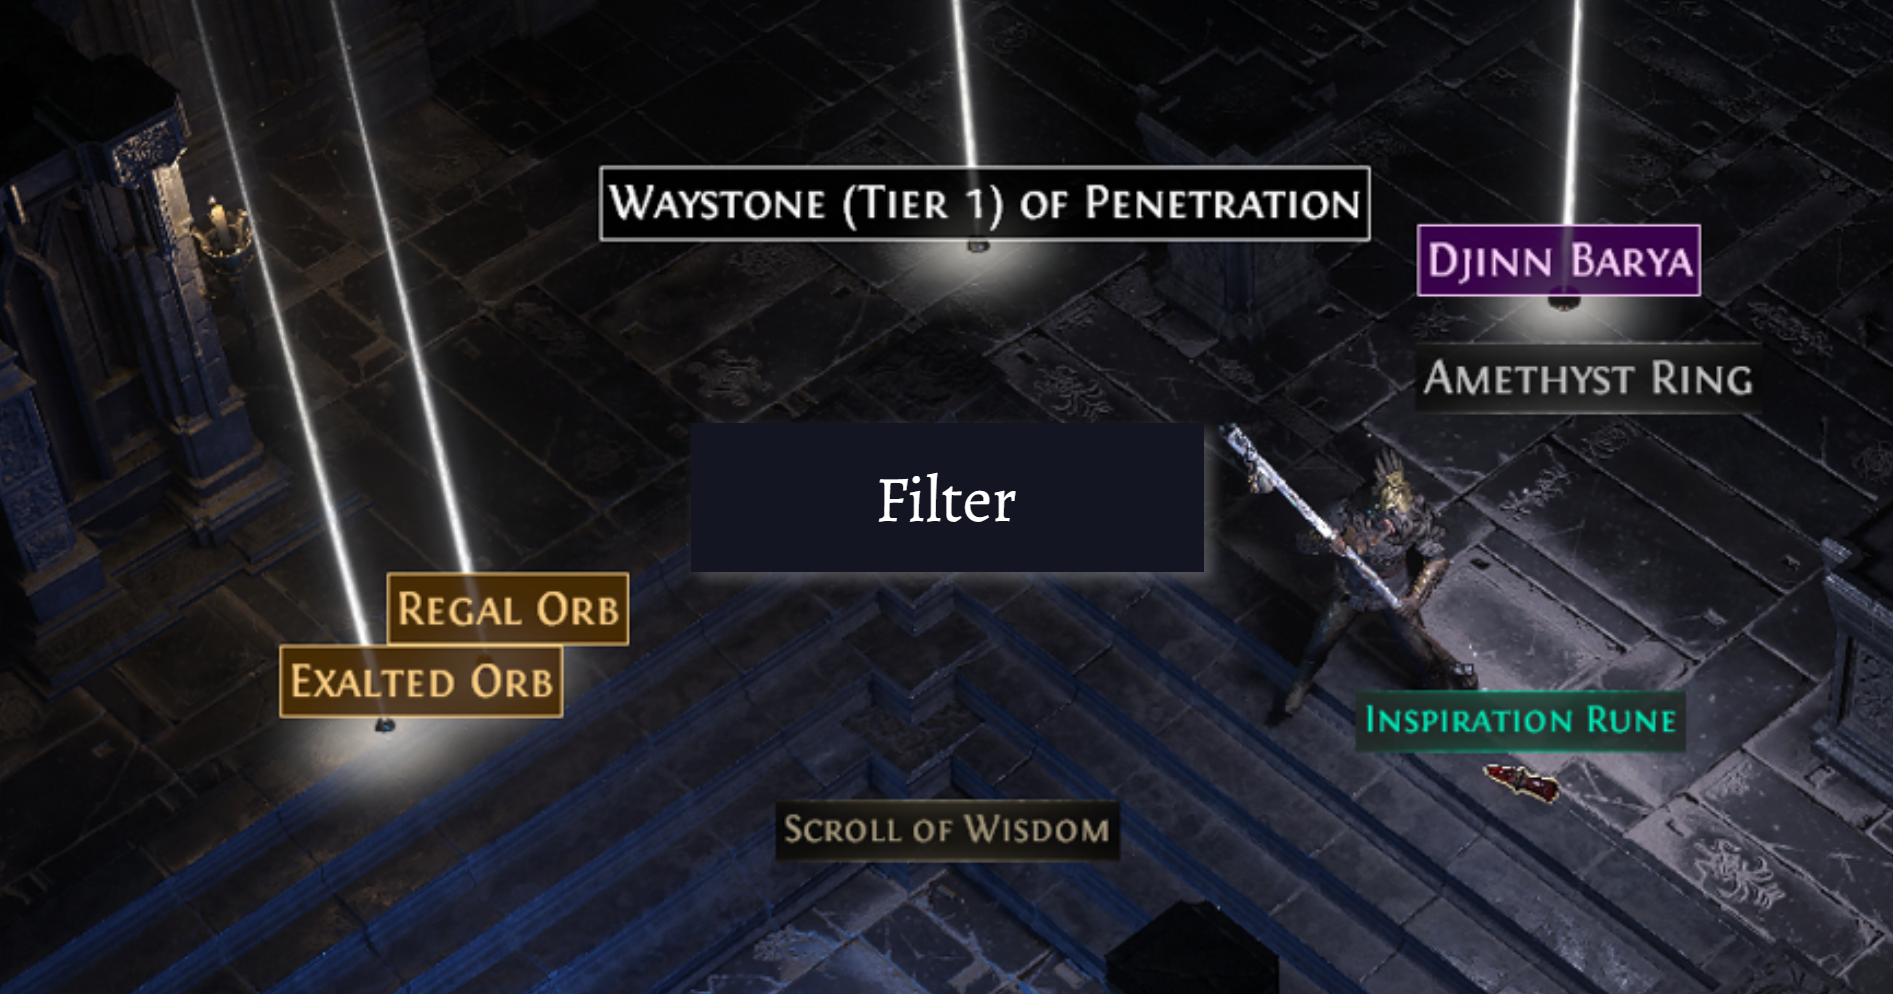 Waystone (Tier 1) of Penetration
Djinn Barya
Amethyst Ring
Filter
Regal Orb
Exalted Orb
Inspiration Rune
Scroll of Wisdom